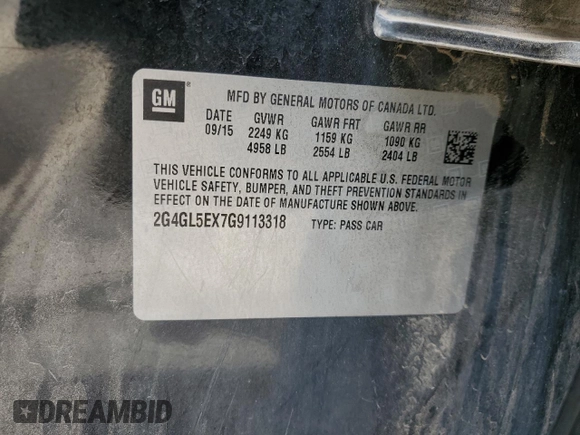 GM
MFD BY GENERAL MOTORS OF CANADA LTD.
DATE GVWR GAWR FRT GAWR RR
09/15 2249 KG 1159 KG 1090 KG
4958 LB 2554 LB 2404 LB
THIS VEHICLE CONFORMS TO ALL APPLICABLE U.S. FEDERAL MOTOR
VEHICLE SAFETY, BUMPER, AND THEFT PREVENTION STANDARDS IN
EFFECT ON THE DATE OF MANUFACTURE SHOWN ABOVE.
2G4GL5EX7G9113318 TYPE: PASS CAR
DREAMBID